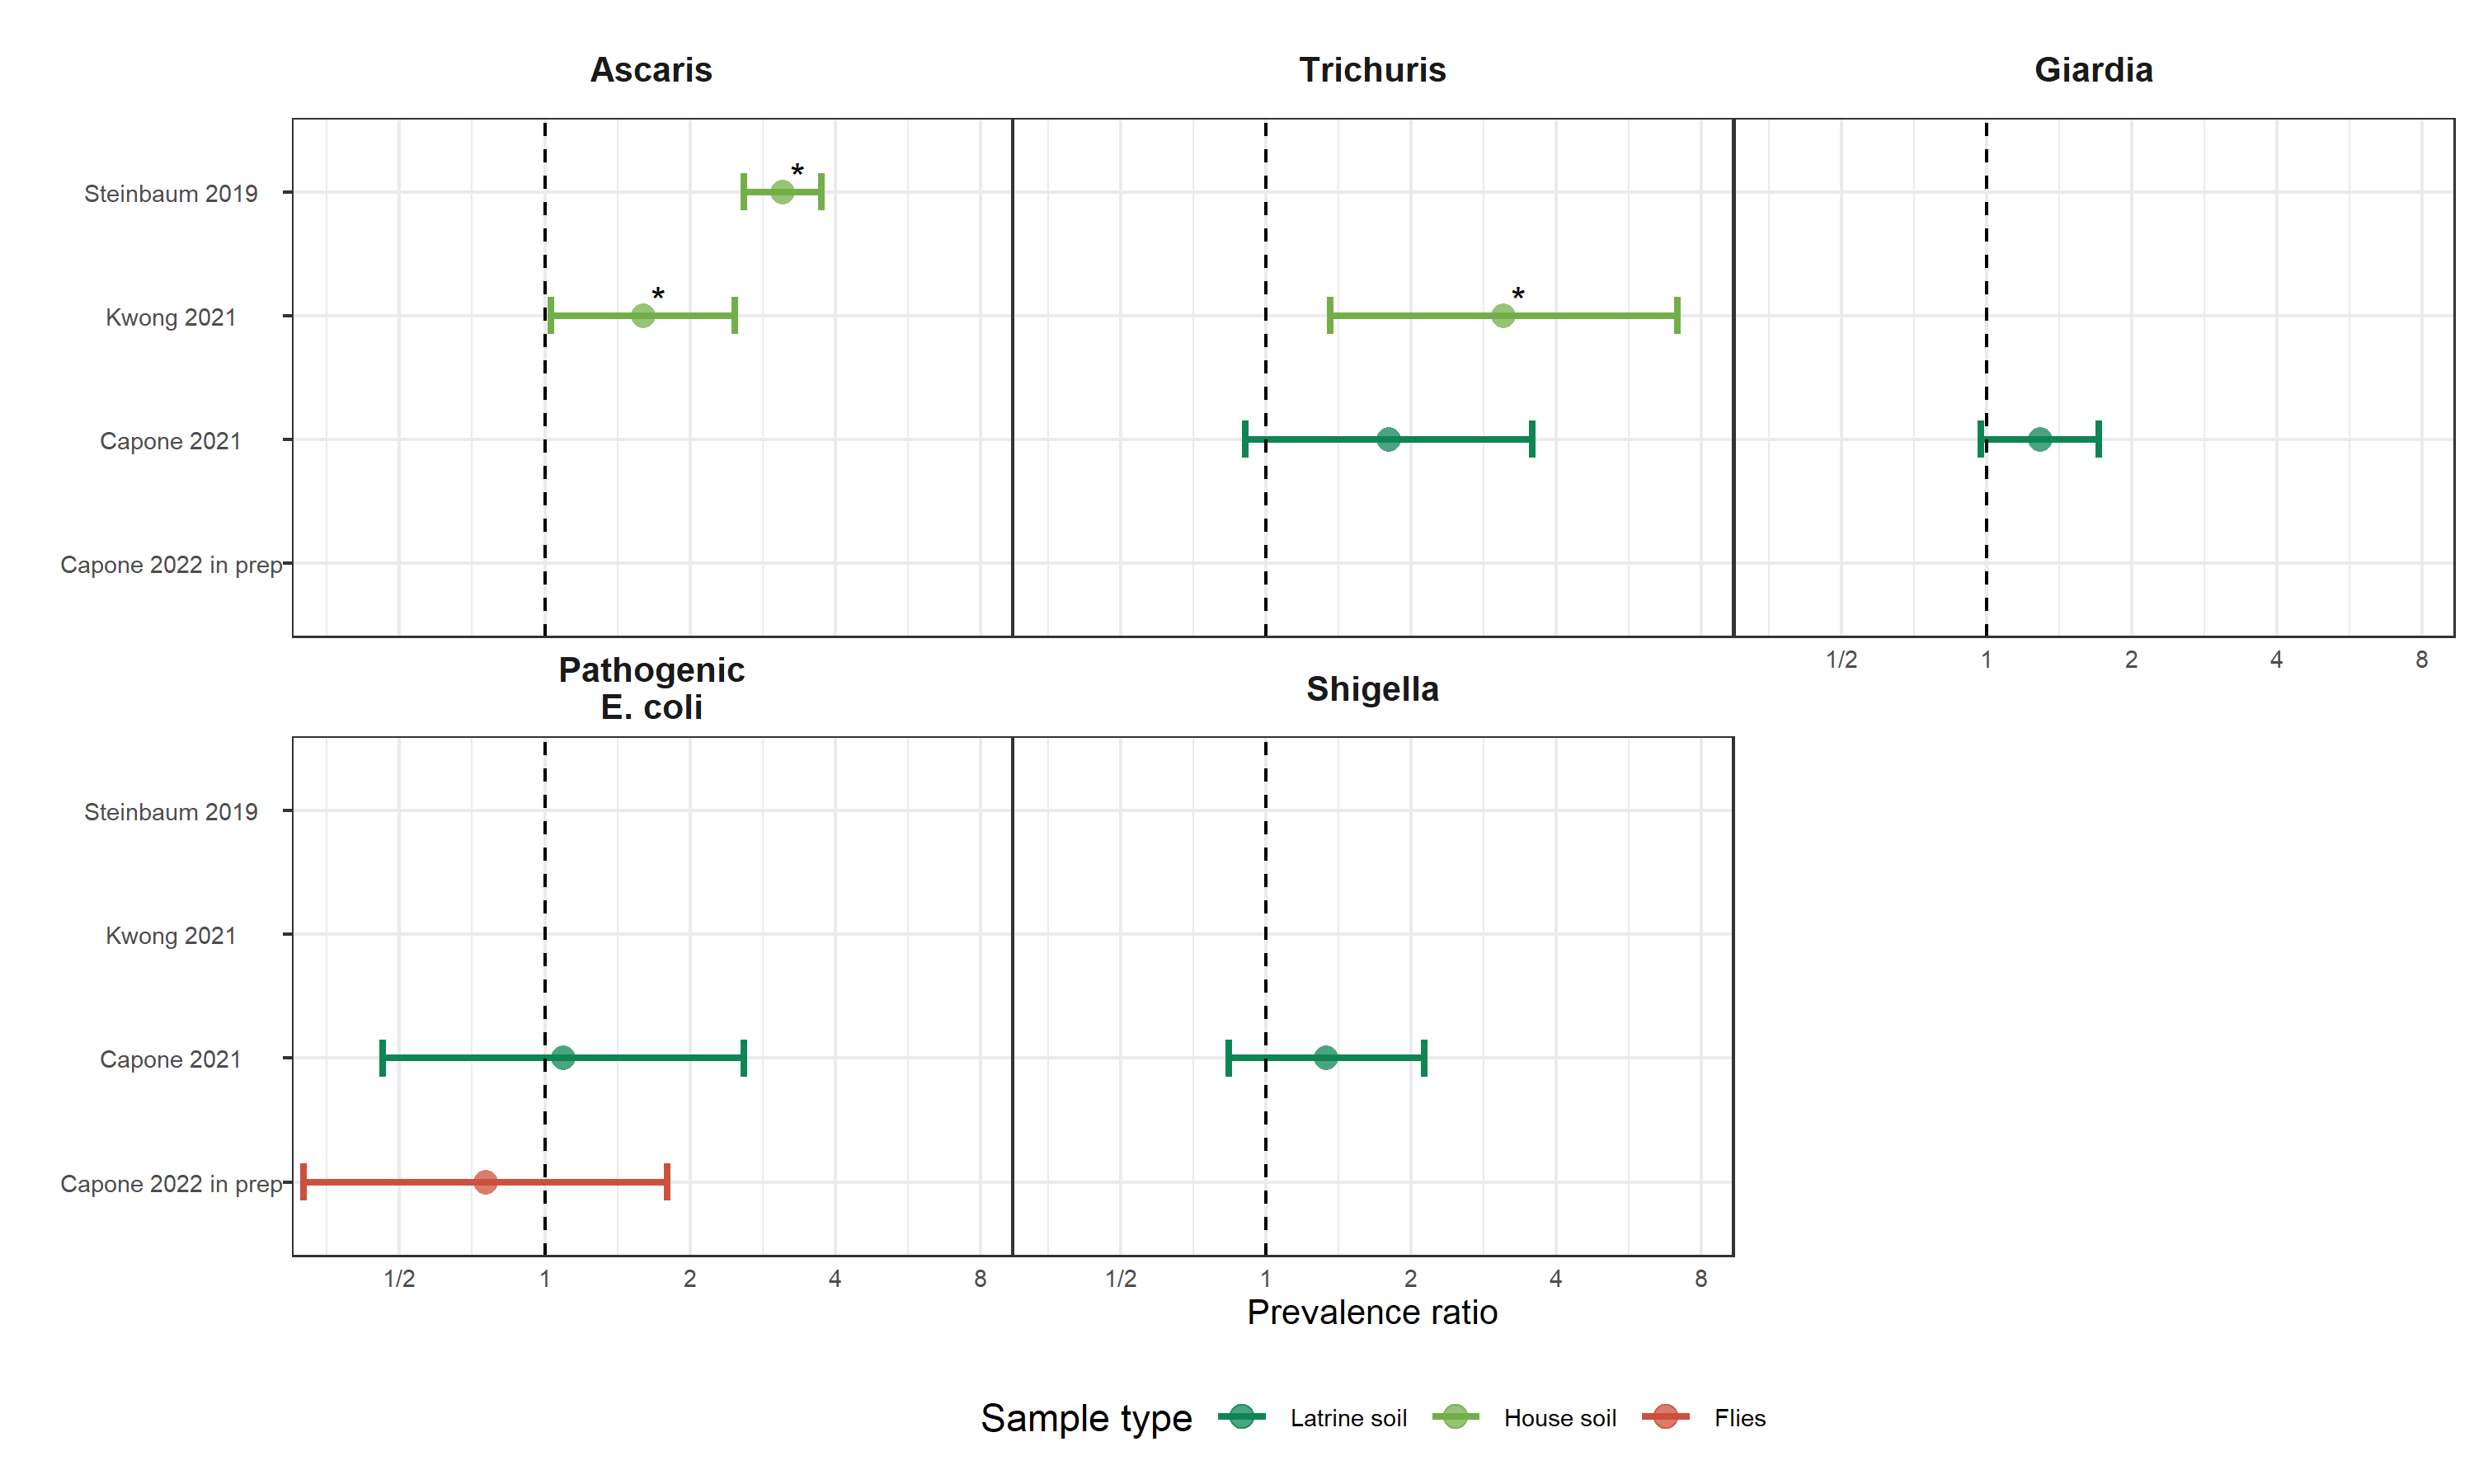 Ascaris Trichuris Giardia
Steinbaum 2019 *
Kwong 2021 * *
Capone 2021
Capone 2022 in prep
1/2 1 2 4 8
Pathogenic
E. coli
Shigella
Steinbaum 2019
Kwong 2021
Capone 2021
Capone 2022 in prep
1/2 1 2 4 8 1/2 1 2 4 8
Prevalence ratio
Sample type Latrine soil House soil Flies